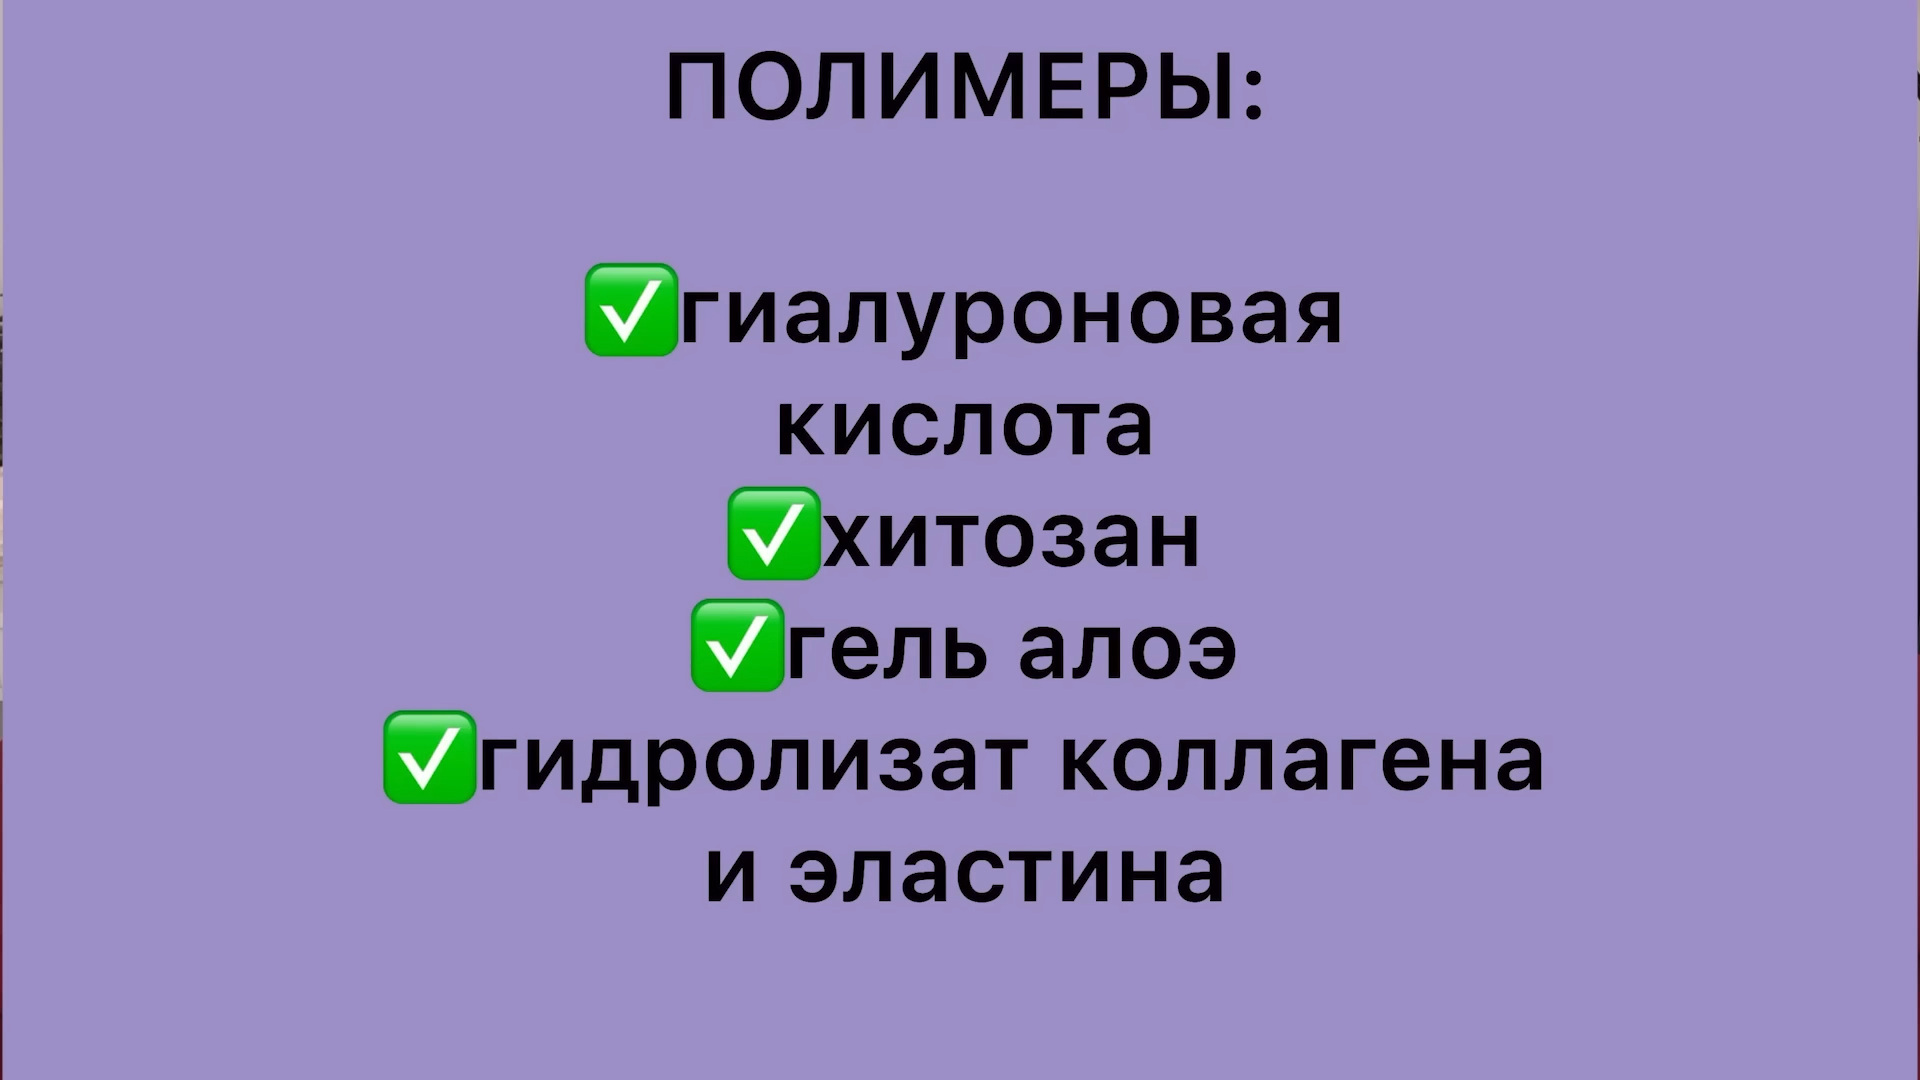 ПОЛИМЕРЫ:
✅гиалуроновая
кислота
✅хитозан
✅гель алоэ
✅гидролизат коллагена
и эластина